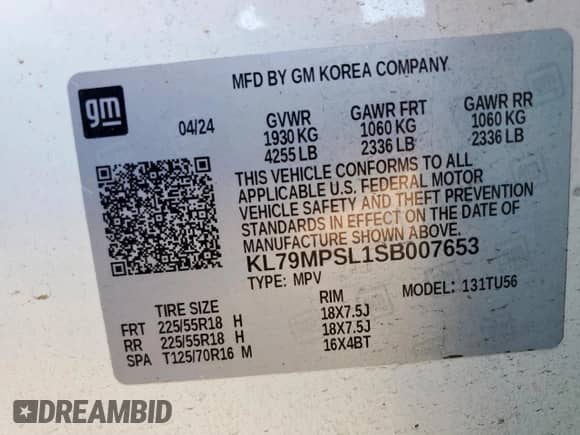 MFD BY GM KOREA COMPANY
gm
04/24
GVWR GAWR FRT GAWR RR
1930 KG 1060 KG 1060 KG
4255 LB 2336 LB 2336 LB
THIS VEHICLE CONFORMS TO ALL
APPLICABLE U.S. FEDERAL MOTOR
VEHICLE SAFETY AND THEFT PREVENTION
STANDARDS IN EFFECT ON THE DATE OF
MANUFACTURE SHOWN ABOVE.
KL79MPSL1SB007653
TYPE: MPV MODEL: 131TU56
TIRE SIZE RIM
FRT 225/55R18 H 18X7.5J
RR 225/55R18 H 18X7.5J
SPA T125/70R16 M 16X4BT
DREAMBID